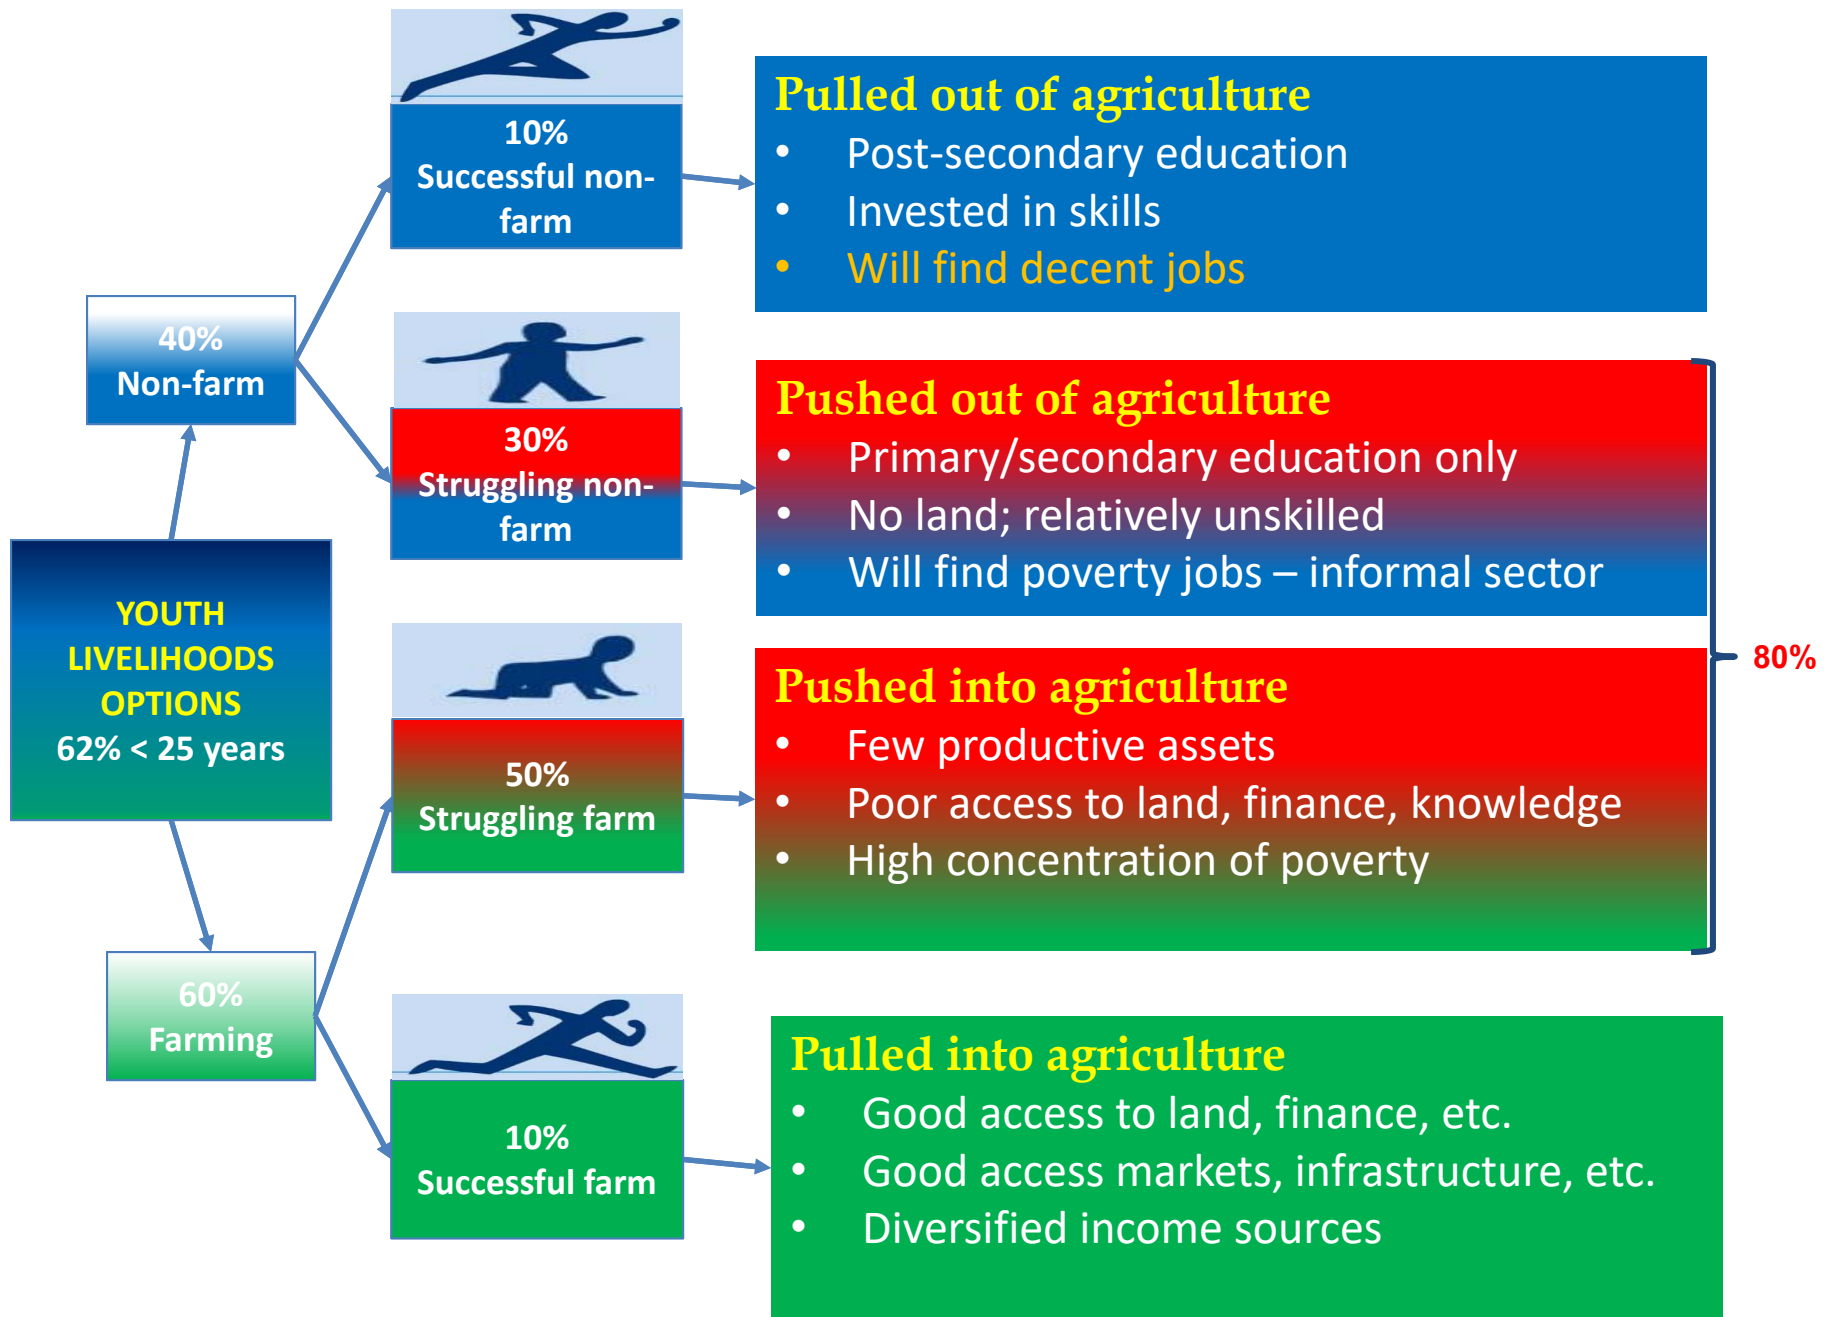 10%
Successful non-
farm
Pulled out of agriculture
• Post-secondary education
• Invested in skills
• Will find decent jobs
40%
Non-farm
30%
Struggling non-
farm
Pushed out of agriculture
• Primary/secondary education only
• No land; relatively unskilled
• Will find poverty jobs – informal sector
YOUTH
LIVELIHOODS
OPTIONS
62% < 25 years
80%
50%
Struggling farm
Pushed into agriculture
• Few productive assets
• Poor access to land, finance, knowledge
• High concentration of poverty
60%
Farming
10%
Successful farm
Pulled into agriculture
• Good access to land, finance, etc.
• Good access markets, infrastructure, etc.
• Diversified income sources